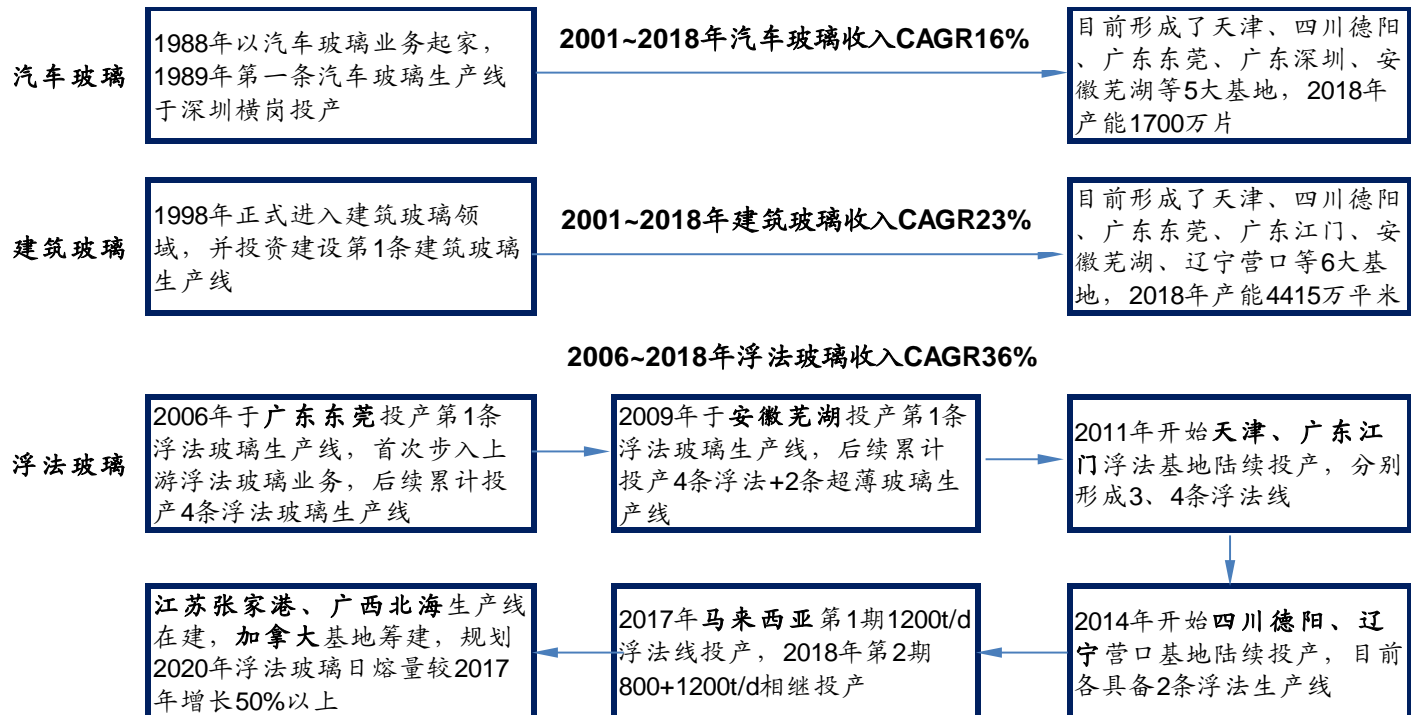 汽车玻璃
1988年以汽车玻璃业务起家，
1989年第一条汽车玻璃生产线
于深圳横岗投产
2001~2018年汽车玻璃收入CAGR16%
目前形成了天津、四川德阳
、广东东莞、广东深圳、安
徽芜湖等5大基地，2018年
产能1700万片
建筑玻璃
1998年正式进入建筑玻璃领
域，并投资建设第1条建筑玻璃
生产线
2001~2018年建筑玻璃收入CAGR23%
目前形成了天津、四川德阳
、广东东莞、广东江门、安
徽芜湖、辽宁营口等6大基
地，2018年产能4415万平米
2006~2018年浮法玻璃收入CAGR36%
浮法玻璃
2006年于广东东莞投产第1条
浮法玻璃生产线，首次步入上
游浮法玻璃业务，后续累计投
产4条浮法玻璃生产线
2009年于安徽芜湖投产第1条
浮法玻璃生产线，后续累计
投产4条浮法+2条超薄玻璃生
产线
2011年开始天津、广东江
门浮法基地陆续投产，分别
形成3、4条浮法线
2014年开始四川德阳、辽
宁营口基地陆续投产，目前
各具备2条浮法生产线
2017年马来西亚第1期1200t/d
浮法线投产，2018年第2期
800+1200t/d相继投产
江苏张家港、广西北海生产线
在建，加拿大基地筹建，规划
2020年浮法玻璃日熔量较2017
年增长50%以上